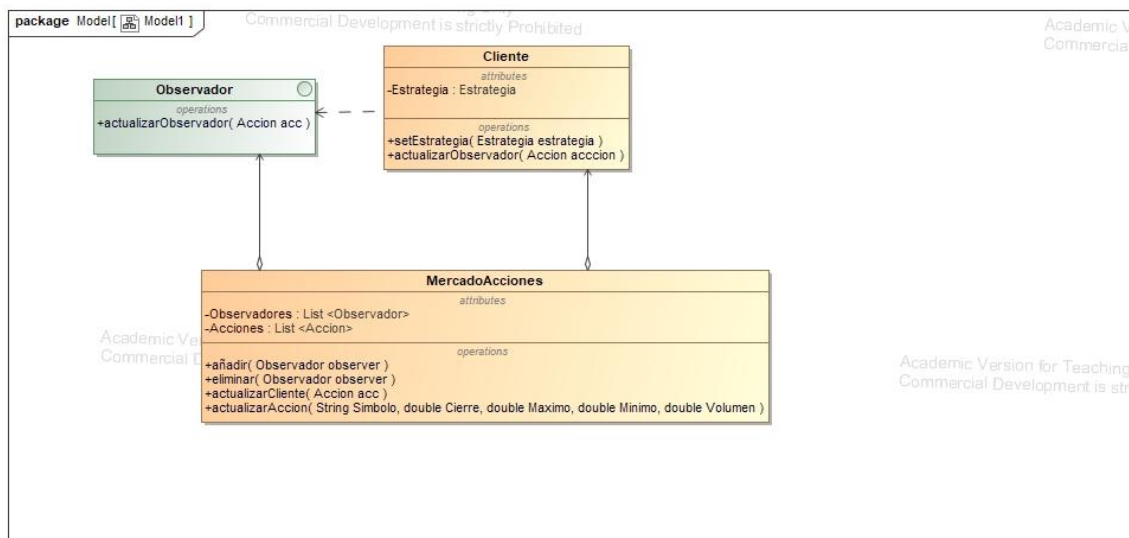 package Model [ Model1 ]
Commercial Development is strictly Prohibited
Academic V
Commercial
Observador
operations
+actualizarObservador( Accion acc )
Cliente
attributes
-Estrategia : Estrategia
operations
+setEstrategia( Estrategia estrategia )
+actualizarObservador( Accion acccion )
MercadoAcciones
attributes
-Observadores : List <Observador>
-Acciones : List <Accion>
operations
+añadir( Observador observer )
+eliminar( Observador observer )
+actualizarCliente( Accion acc )
+actualizarAccion( String Simbolo, double Cierre, double Maximo, double Minimo, double Volumen )
Academic Ve
Commercial D
Academic Version for Teaching
Commercial Development is str